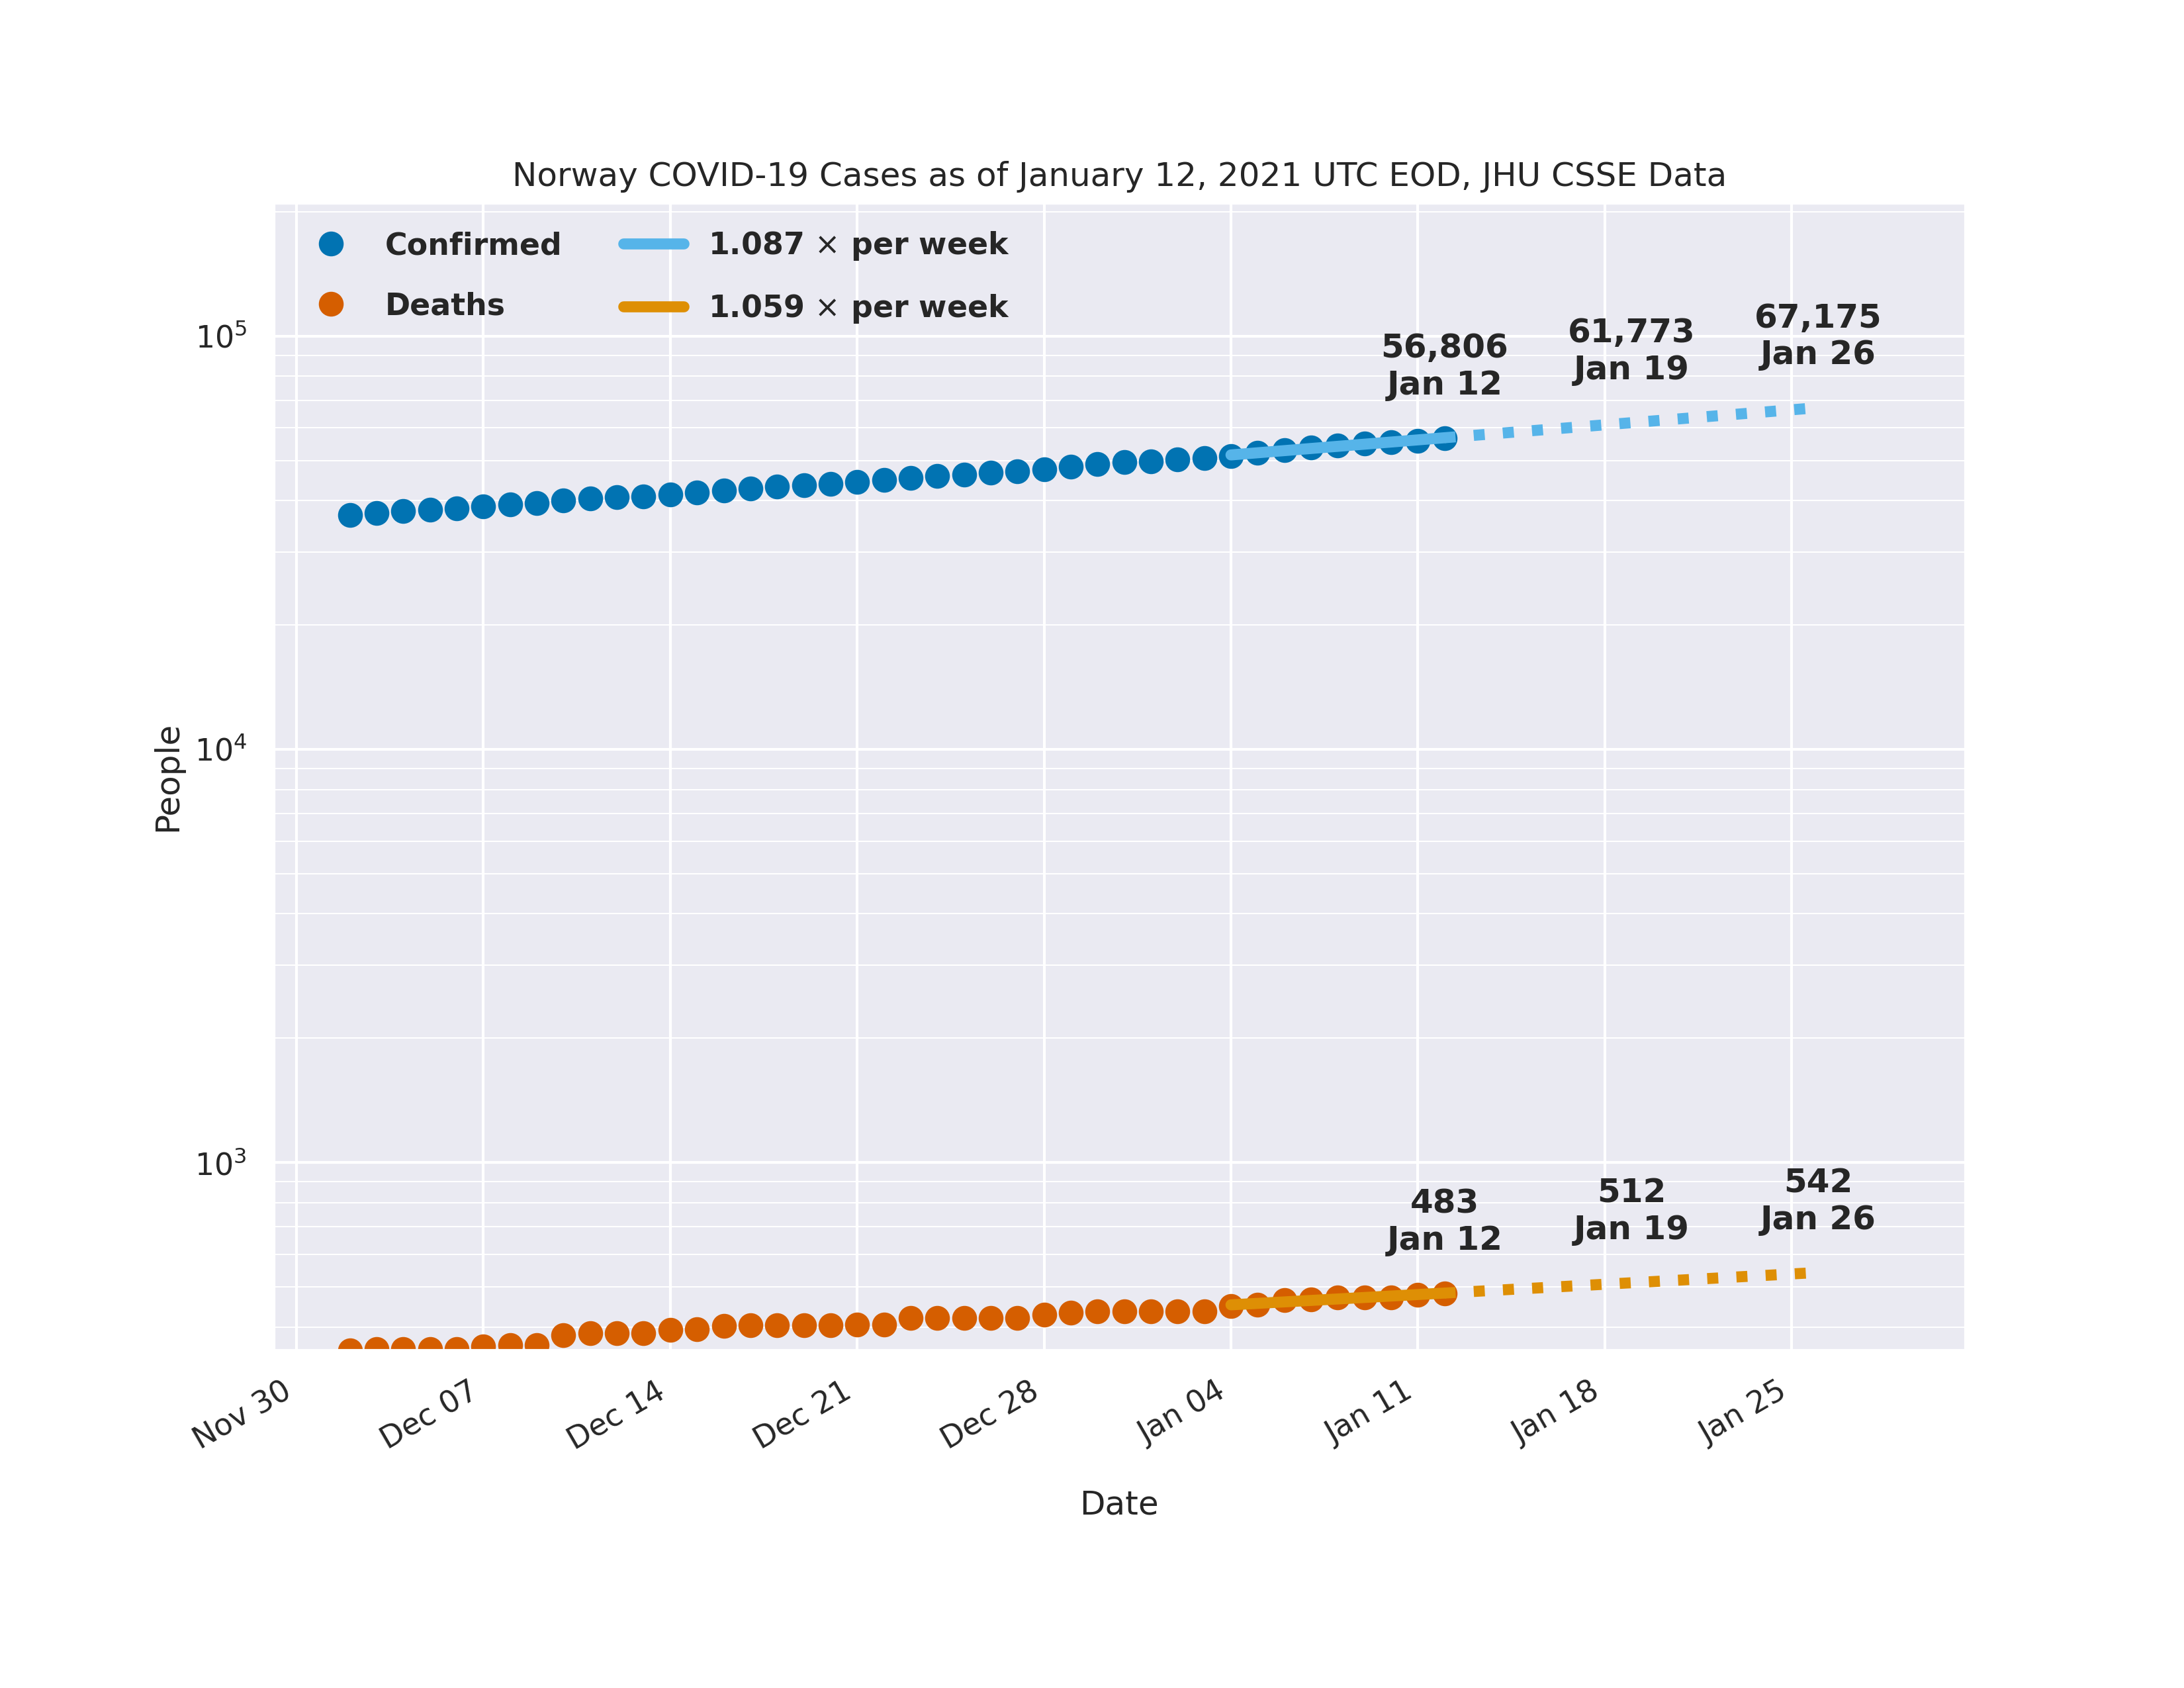 Norway COVID-19 Cases as of January 12, 2021 UTC EOD, JHU CSSE Data
Confirmed
Deaths
1.087 × per week
1.059 × per week
56,806
Jan 12
61,773
Jan 19
67,175
Jan 26
10⁵
10⁴
10³
People
483
Jan 12
512
Jan 19
542
Jan 26
Nov 30
Dec 07
Dec 14
Dec 21
Dec 28
Jan 04
Jan 11
Jan 18
Jan 25
Date